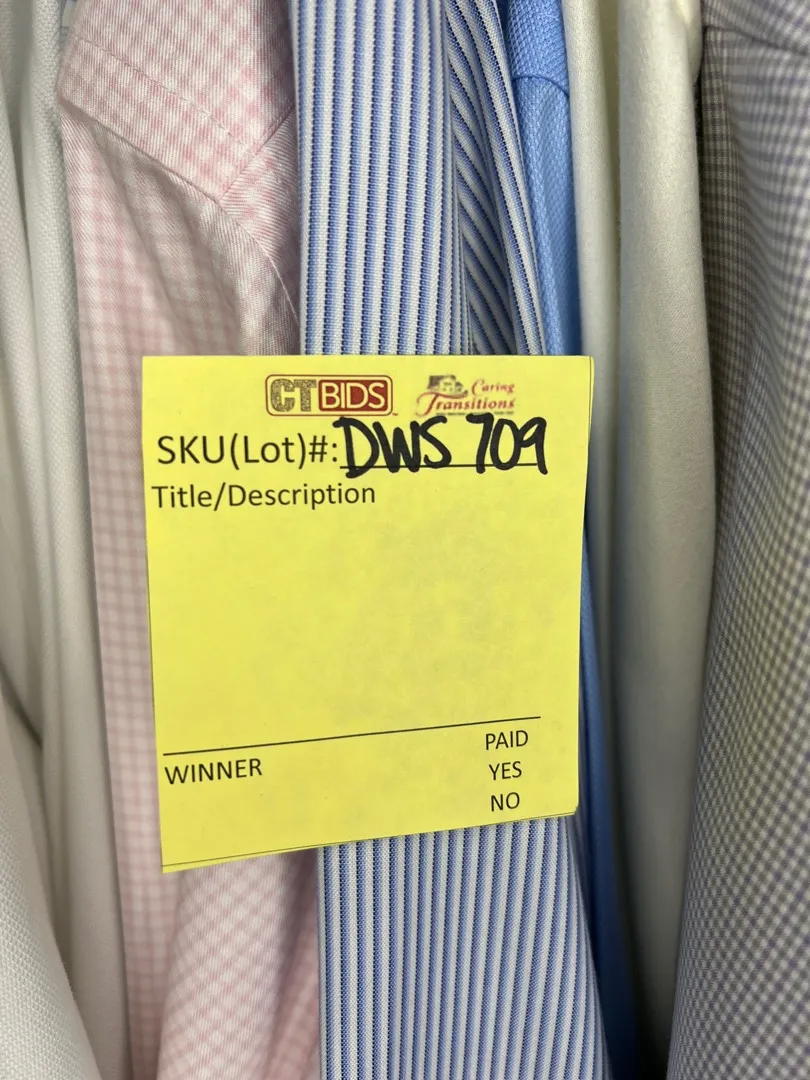 CTBIDS
Caring
Transitions
SKU(Lot)#: DWS 709
Title/Description
WINNER
PAID
YES
NO